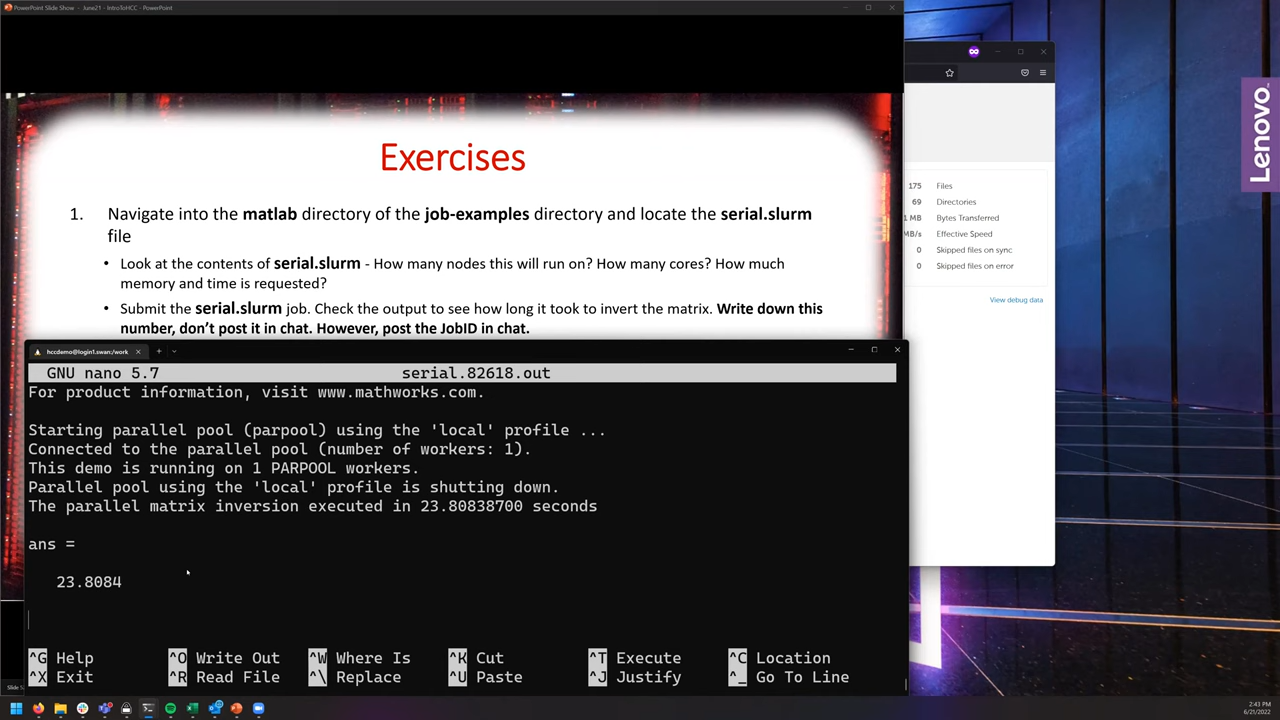 PowerPoint Slide Show - June21 - IntroToHCC - PowerPoint
Exercises
1. Navigate into the matlab directory of the job-examples directory and locate the serial.slurm
file
• Look at the contents of serial.slurm - How many nodes this will run on? How many cores? How much
memory and time is requested?
• Submit the serial.slurm job. Check the output to see how long it took to invert the matrix. Write down this
number, don't post it in chat. However, post the JobID in chat.
175 Files
69 Directories
1 MB Bytes Transferred
MB/s Effective Speed
0 Skipped files on sync
0 Skipped files on error
View debug data
Lenovo
hccdemo@login1.swan:/work
GNU nano 5.7 serial.82618.out
For product information, visit www.mathworks.com.
Starting parallel pool (parpool) using the 'local' profile ...
Connected to the parallel pool (number of workers: 1).
This demo is running on 1 PARPOOL workers.
Parallel pool using the 'local' profile is shutting down.
The parallel matrix inversion executed in 23.80838700 seconds
ans =
23.8084
^G Help ^O Write Out ^W Where Is ^K Cut ^T Execute ^C Location
^X Exit ^R Read File ^\ Replace ^U Paste ^J Justify ^_ Go To Line
Slide
2:43 PM
6/21/2022